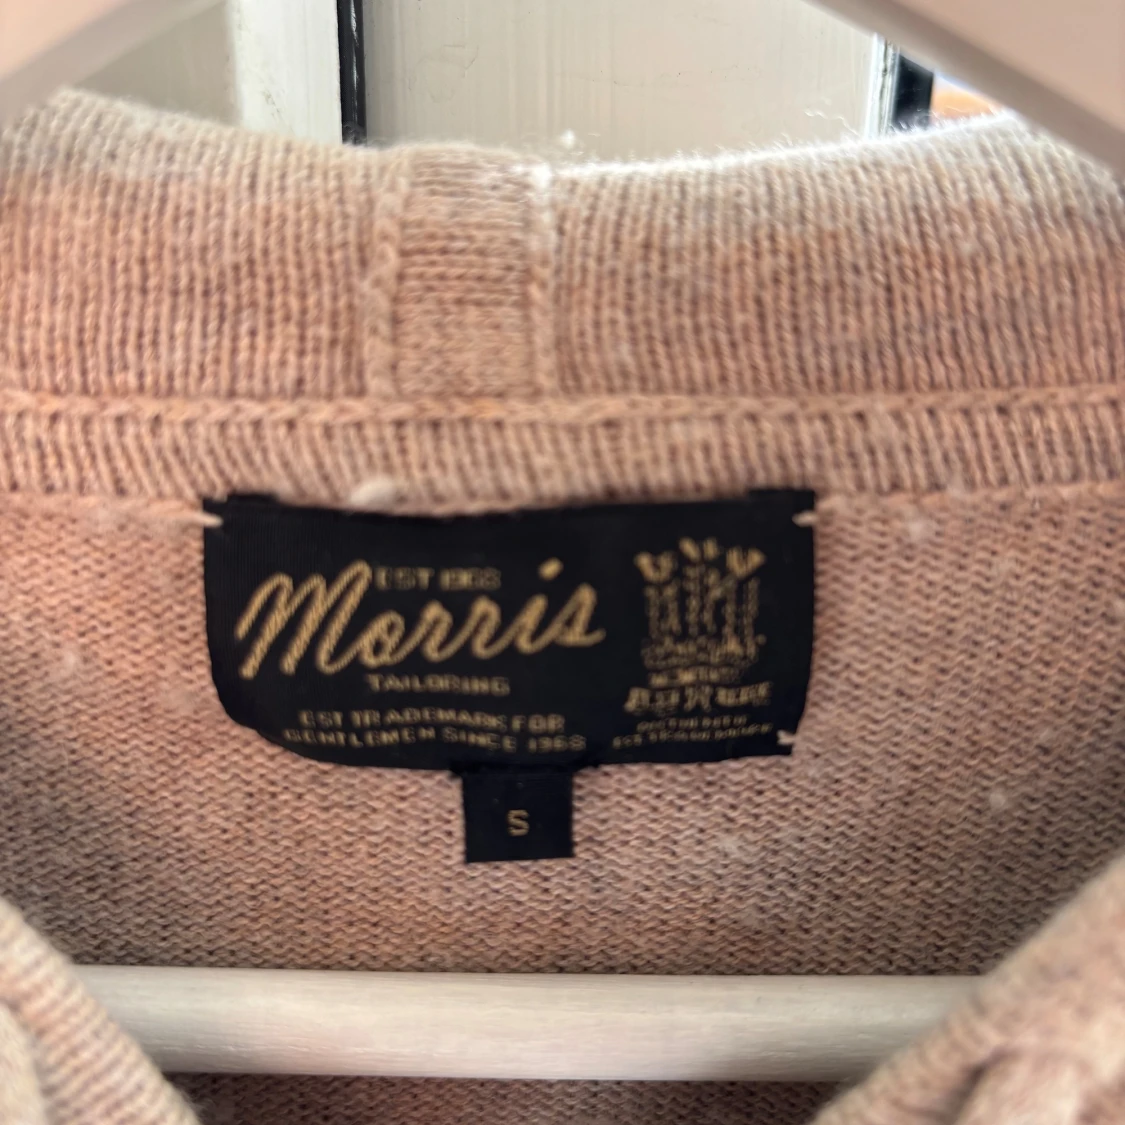 EST 1968
Morris
TAILORING
EST TRADEMARK FOR
GENTLEMEN SINCE 1968
S